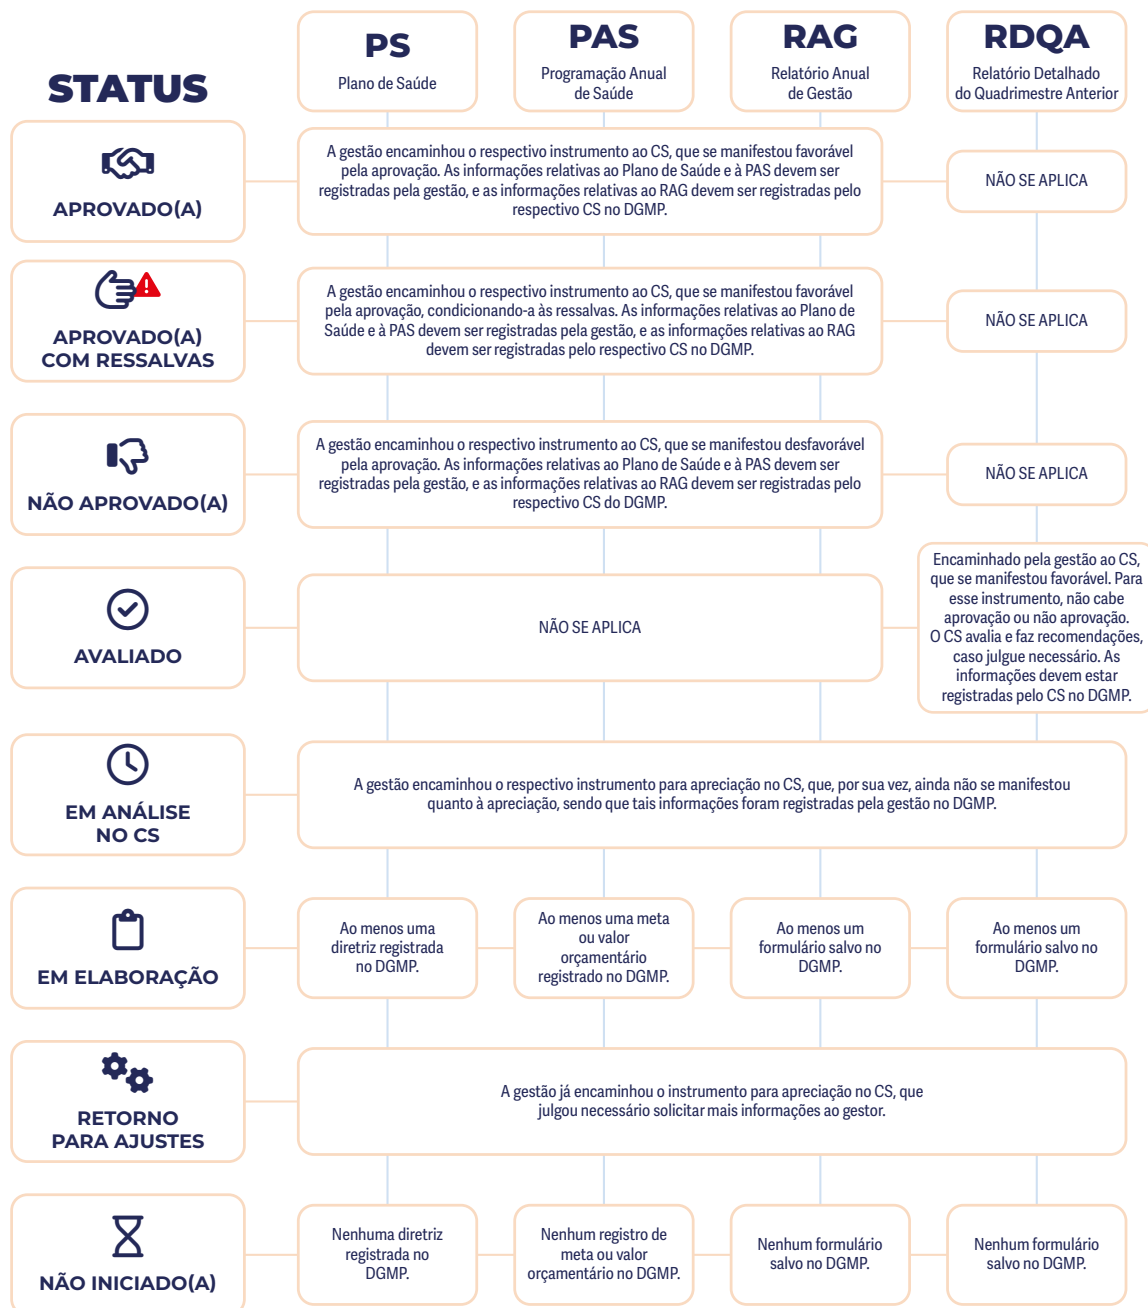 STATUS
PS
Plano de Saúde
PAS
Programação Anual
de Saúde
RAG
Relatório Anual
de Gestão
RDQA
Relatório Detalhado
do Quadrimestre Anterior
APROVADO(A)
A gestão encaminhou o respectivo instrumento ao CS, que se manifestou favorável
pela aprovação. As informações relativas ao Plano de Saúde e à PAS devem ser
registradas pela gestão, e as informações relativas ao RAG devem ser registradas pelo
respectivo CS no DGMP.
NÃO SE APLICA
APROVADO(A)
COM RESSALVAS
A gestão encaminhou o respectivo instrumento ao CS, que se manifestou favorável
pela aprovação, condicionando-a às ressalvas. As informações relativas ao Plano de
Saúde e à PAS devem ser registradas pela gestão, e as informações relativas ao RAG
devem ser registradas pelo respectivo CS no DGMP.
NÃO SE APLICA
NÃO APROVADO(A)
A gestão encaminhou o respectivo instrumento ao CS, que se manifestou desfavorável
pela aprovação. As informações relativas ao Plano de Saúde e à PAS devem ser
registradas pela gestão, e as informações relativas ao RAG devem ser registradas pelo
respectivo CS do DGMP.
NÃO SE APLICA
AVALIADO
NÃO SE APLICA
Encaminhado pela gestão ao CS,
que se manifestou favorável. Para
esse instrumento, não cabe
aprovação ou não aprovação.
O CS avalia e faz recomendações,
caso julgue necessário. As
informações devem estar
registradas pelo CS no DGMP.
EM ANÁLISE
NO CS
A gestão encaminhou o respectivo instrumento para apreciação no CS, que, por sua vez, ainda não se manifestou
quanto à apreciação, sendo que tais informações foram registradas pela gestão no DGMP.
EM ELABORAÇÃO
Ao menos uma
diretriz registrada
no DGMP.
Ao menos uma meta
ou valor
orçamentário
registrado no DGMP.
Ao menos um
formulário salvo no
DGMP.
Ao menos um
formulário salvo no
DGMP.
RETORNO
PARA AJUSTES
A gestão já encaminhou o instrumento para apreciação no CS, que
julgou necessário solicitar mais informações ao gestor.
NÃO INICIADO(A)
Nenhuma diretriz
registrada no
DGMP.
Nenhum registro de
meta ou valor
orçamentário no DGMP.
Nenhum formulário
salvo no DGMP.
Nenhum formulário
salvo no DGMP.